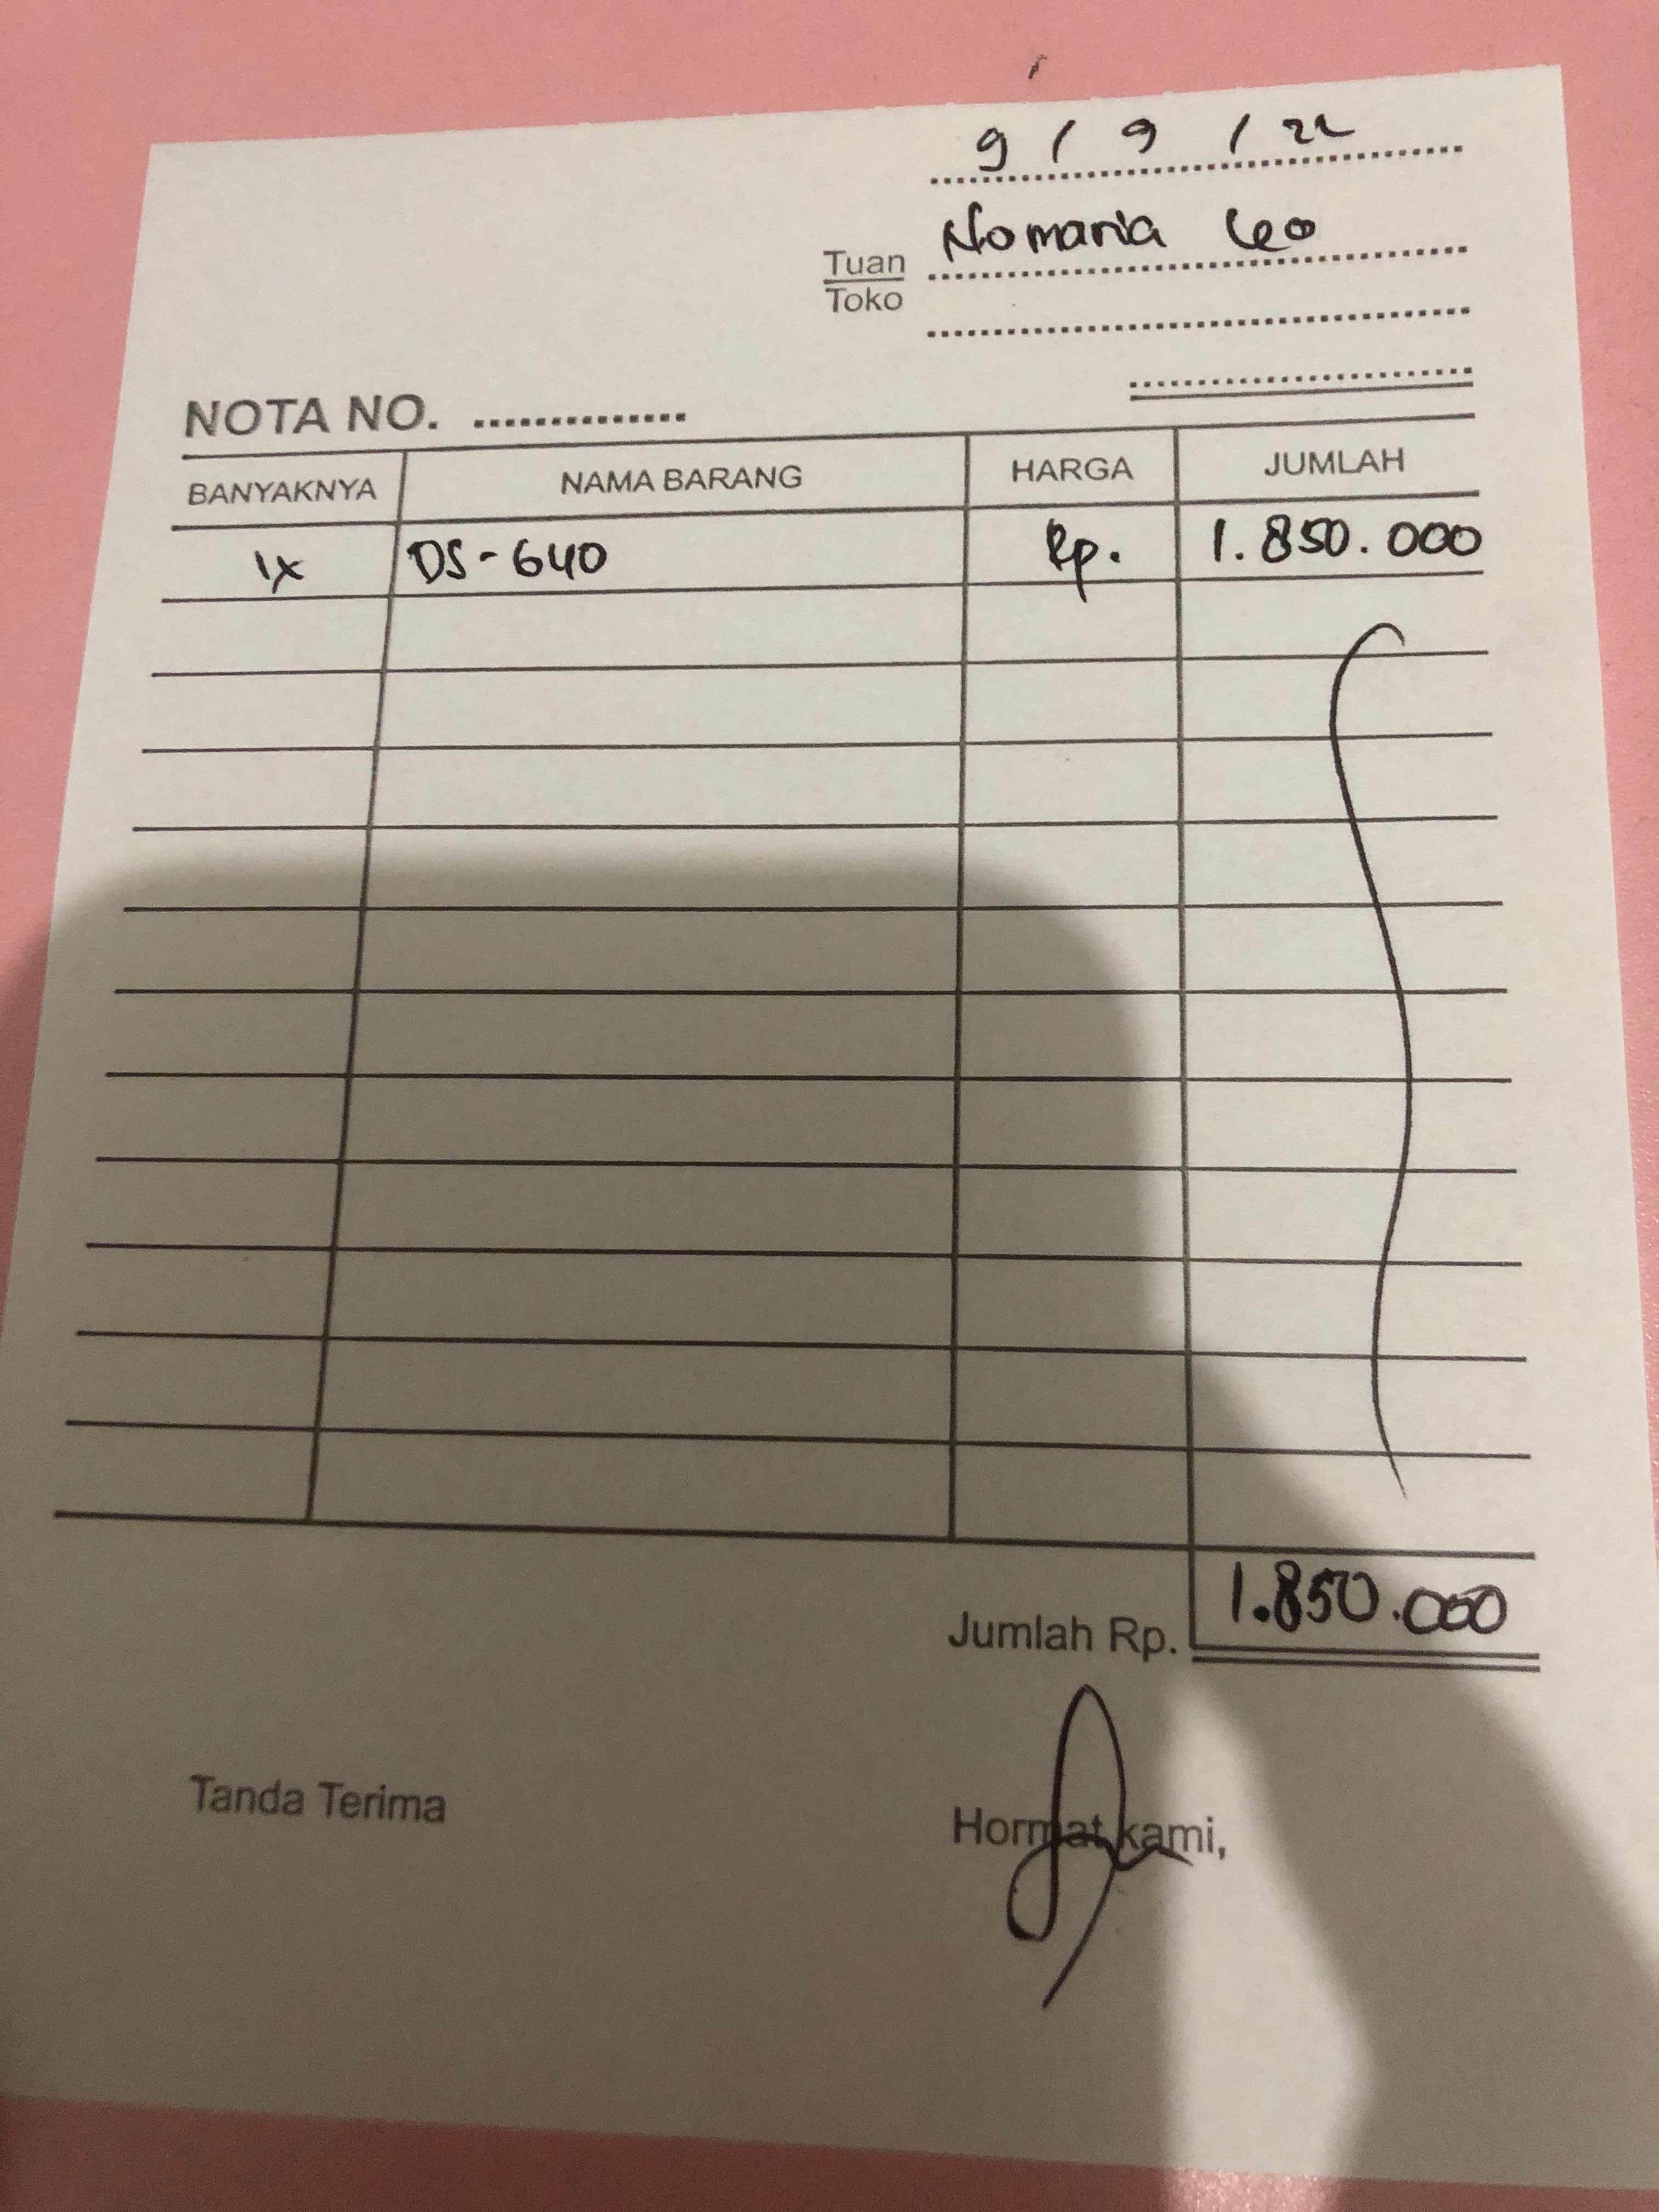 9 / 9 / 22
Nomaria Leo
Tuan
Toko
NOTA NO. ..............
BANYAKNYA NAMA BARANG HARGA JUMLAH
1x DS-640 Rp. 1.850.000
Jumlah Rp. 1.850.000
Tanda Terima Hormat kami,